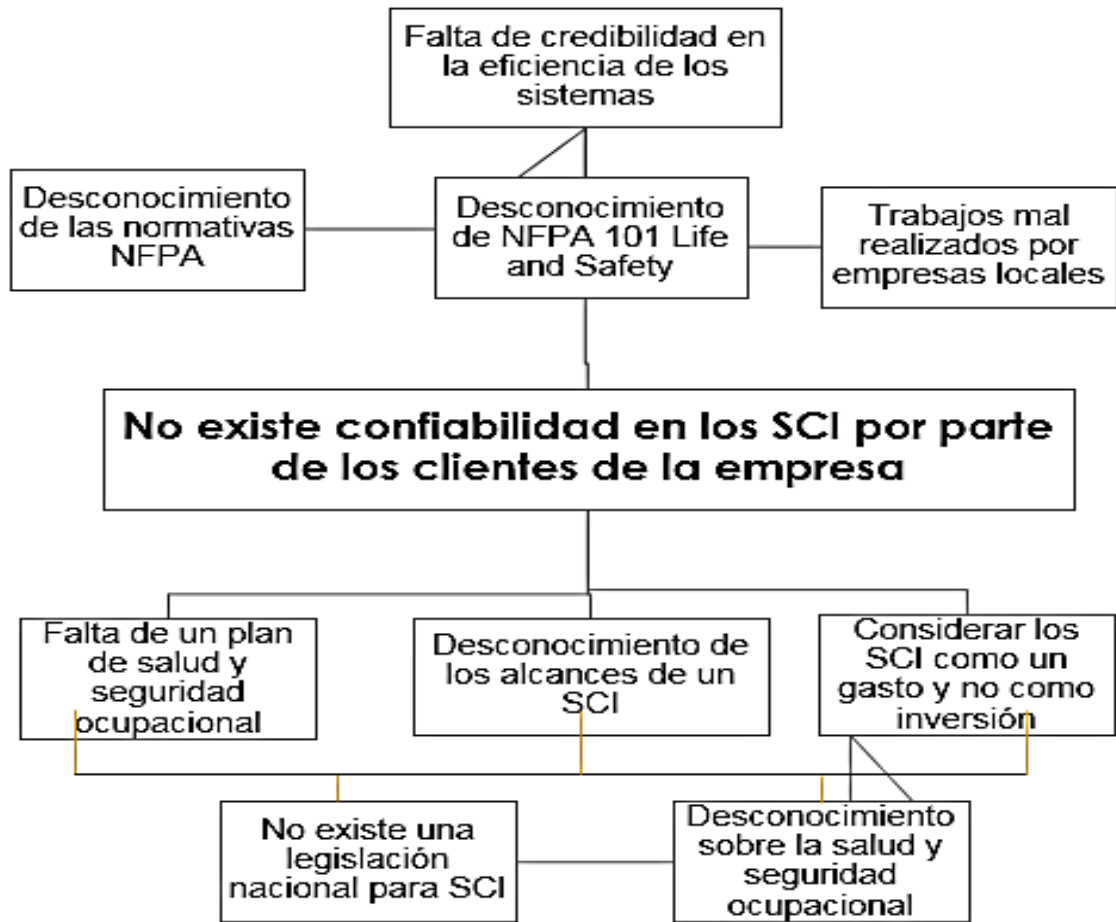 Falta de credibilidad en
la eficiencia de los
sistemas
Desconocimiento
de las normativas
NFPA
Desconocimiento
de NFPA 101 Life
and Safety
Trabajos mal
realizados por
empresas locales
No existe confiabilidad en los SCI por parte
de los clientes de la empresa
Falta de un plan
de salud y
seguridad
ocupacional
Desconocimiento de
los alcances de un
SCI
Considerar los
SCI como un
gasto y no como
inversión
No existe una
legislación
nacional para SCI
Desconocimiento
sobre la salud y
seguridad
ocupacional